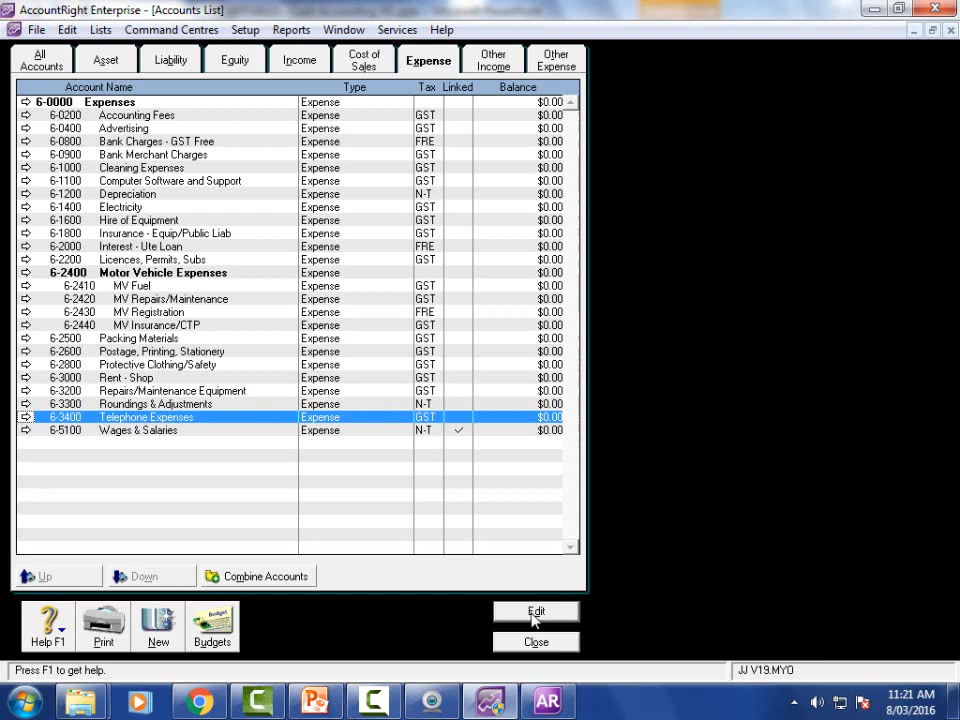 AccountRight Enterprise - [Accounts List]
File Edit Lists Command Centres Setup Reports Window Services Help
All Accounts Asset Liability Equity Income Cost of Sales Expense Other Income Other Expense
Account Name Type Tax Linked Balance
6-0000 Expenses Expense $0.00
6-0200 Accounting Fees Expense GST $0.00
6-0400 Advertising Expense GST $0.00
6-0800 Bank Charges - GST Free Expense FRE $0.00
6-0900 Bank Merchant Charges Expense GST $0.00
6-1000 Cleaning Expenses Expense GST $0.00
6-1100 Computer Software and Support Expense GST $0.00
6-1200 Depreciation Expense N-T $0.00
6-1400 Electricity Expense GST $0.00
6-1600 Hire of Equipment Expense GST $0.00
6-1800 Insurance - Equip/Public Liab Expense GST $0.00
6-2000 Interest - Ute Loan Expense FRE $0.00
6-2200 Licences, Permits, Subs Expense GST $0.00
6-2400 Motor Vehicle Expenses Expense $0.00
6-2410 MV Fuel Expense GST $0.00
6-2420 MV Repairs/Maintenance Expense GST $0.00
6-2430 MV Registration Expense FRE $0.00
6-2440 MV Insurance/CTP Expense GST $0.00
6-2500 Packing Materials Expense GST $0.00
6-2600 Postage, Printing, Stationery Expense GST $0.00
6-2800 Protective Clothing/Safety Expense GST $0.00
6-3000 Rent - Shop Expense GST $0.00
6-3200 Repairs/Maintenance Equipment Expense GST $0.00
6-3300 Roundings & Adjustments Expense N-T $0.00
6-3400 Telephone Expenses Expense GST $0.00
6-5100 Wages & Salaries Expense N-T $0.00
Up Down Combine Accounts
Help F1 Print New Budgets
Edit
Close
Press F1 to get help. JJ V19.MYO
AR
11:21 AM
8/03/2016